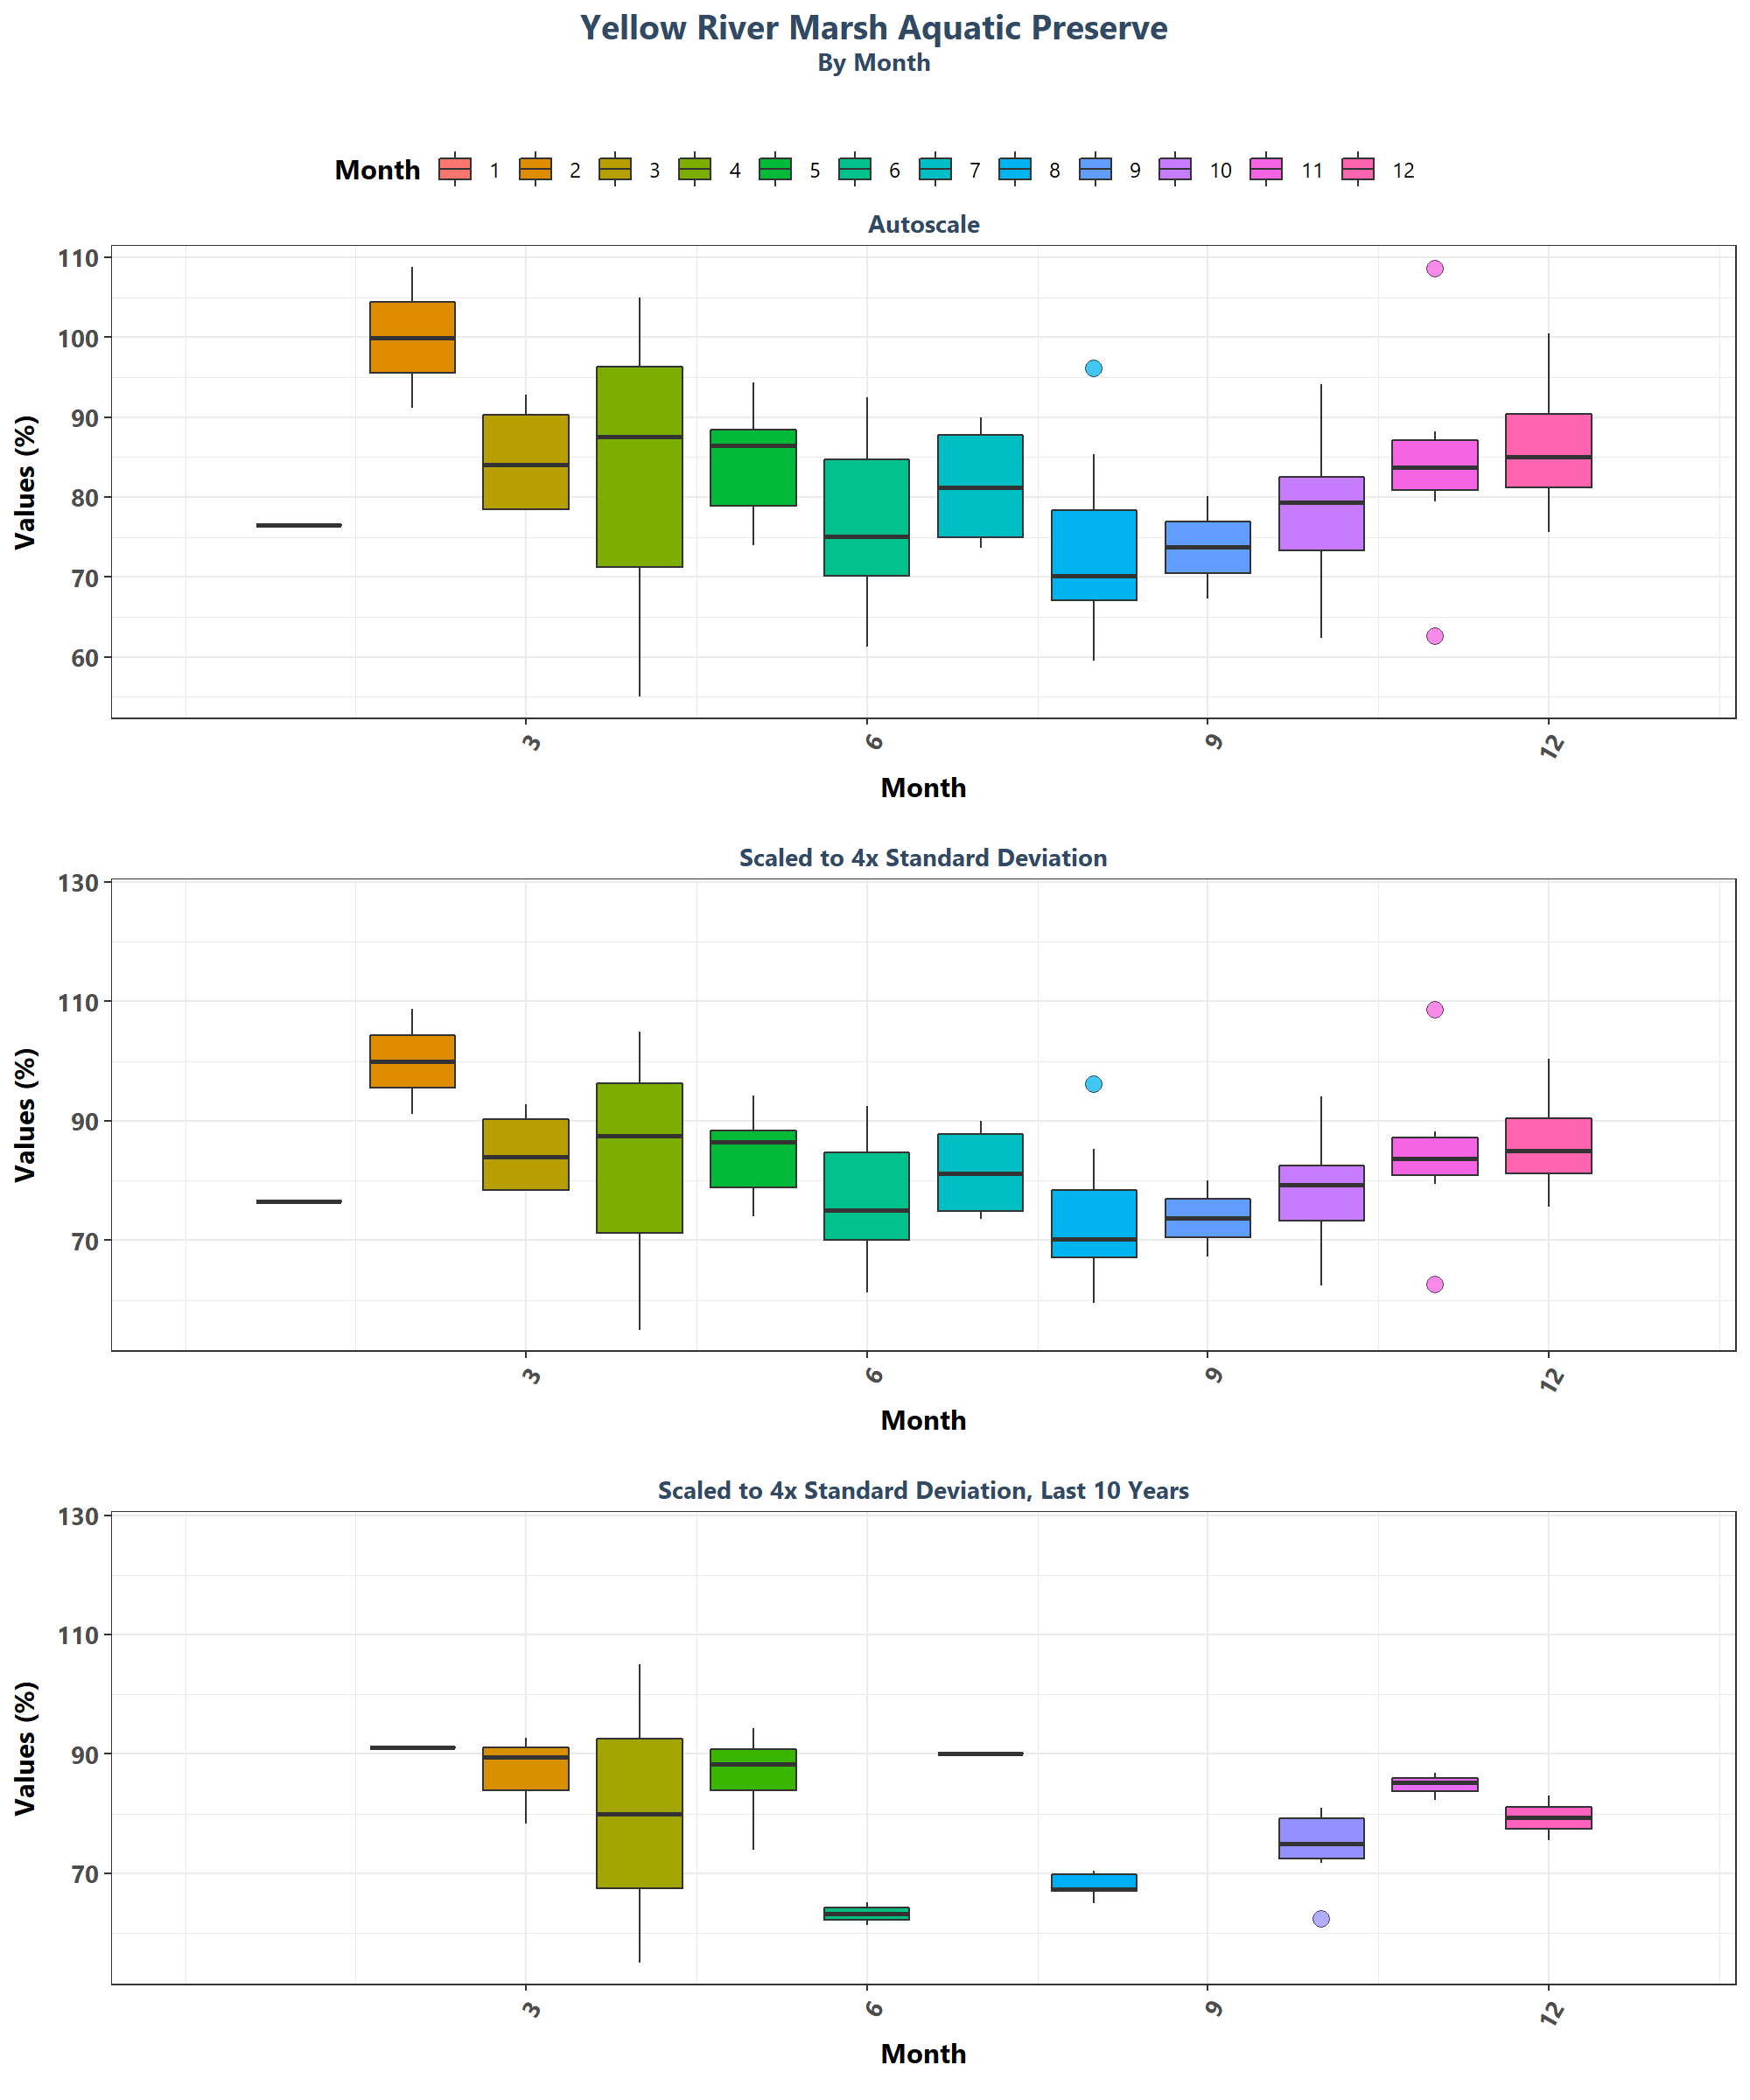 Yellow River Marsh Aquatic Preserve
By Month
Month 1 2 3 4 5 6 7 8 9 10 11 12
Autoscale
110
100
90
80
70
60
Values (%)
3 6 9 12
Month
Scaled to 4x Standard Deviation
130
110
90
70
Values (%)
3 6 9 12
Month
Scaled to 4x Standard Deviation, Last 10 Years
130
110
90
70
Values (%)
3 6 9 12
Month